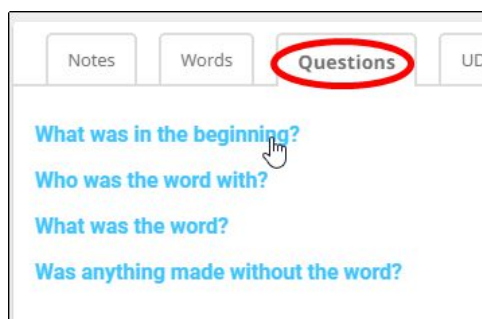 Notes Words Questions UD
What was in the beginning?
Who was the word with?
What was the word?
Was anything made without the word?